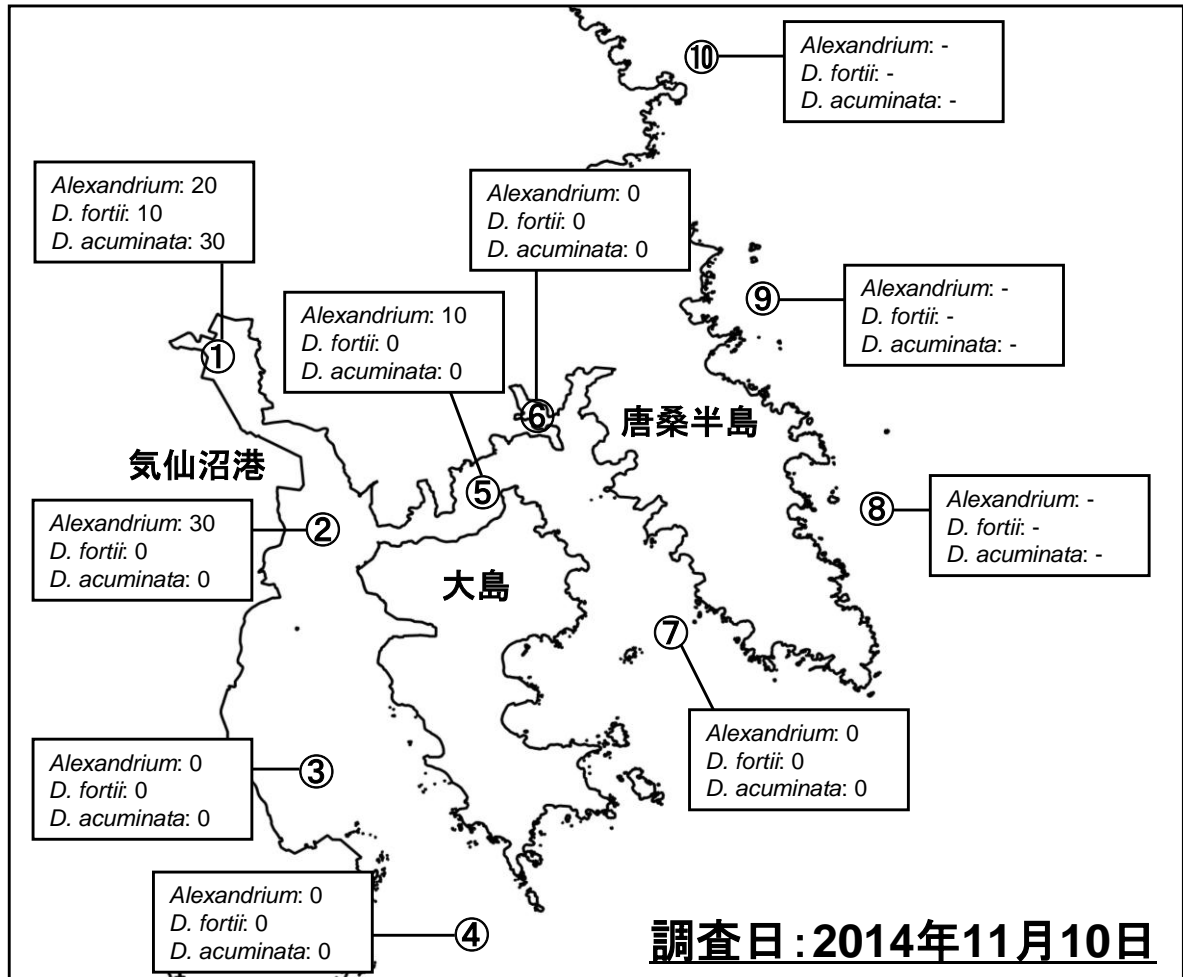 ⑩
Alexandrium: -
D. fortii: -
D. acuminata: -
Alexandrium: 20
D. fortii: 10
D. acuminata: 30
①
Alexandrium: 0
D. fortii: 0
D. acuminata: 0
⑥
⑨
Alexandrium: -
D. fortii: -
D. acuminata: -
Alexandrium: 10
D. fortii: 0
D. acuminata: 0
⑤
唐桑半島
気仙沼港
②
Alexandrium: 30
D. fortii: 0
D. acuminata: 0
⑧
Alexandrium: -
D. fortii: -
D. acuminata: -
大島
⑦
Alexandrium: 0
D. fortii: 0
D. acuminata: 0
③
Alexandrium: 0
D. fortii: 0
D. acuminata: 0
④
Alexandrium: 0
D. fortii: 0
D. acuminata: 0
調査日:2014年11月10日